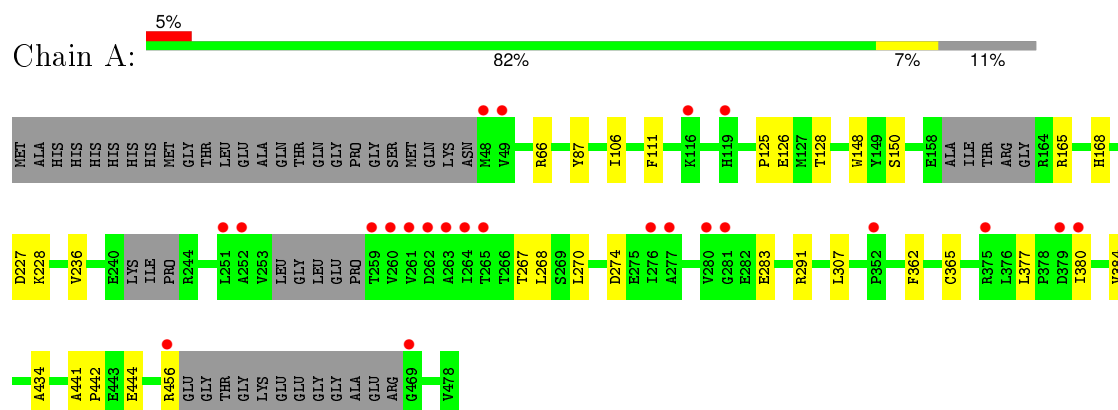 5%
Chain A:
82% 7% 11%
MET ALA HIS HIS HIS HIS HIS HIS MET GLY THR LEU GLU ALA GLN THR GLN GLY PRO GLY SER MET GLN LYS ASN M48 V49 R66 Y87 I106 F111 K116 H119 P125 E126 M127 T128 W148 Y149 S150 E158 ALA ILE THR ARG GLY R164 R165 H168
D227 K228 V236 E240 LYS ILE PRO R244 L251 A252 V253 LEU GLY LEU GLU PRO T259 V260 V261 D262 A263 I264 T265 T266 T267 L268 S269 L270 D274 E275 I276 A277 V280 G281 E282 E283 R291 L307 P352 F362 C365 R375 L376 L377 P378 D379 I380
A434 A441 P442 E443 E444 R456 GLU GLY THR GLY LYS GLU GLU GLY GLY ALA GLU ARG G469 V478